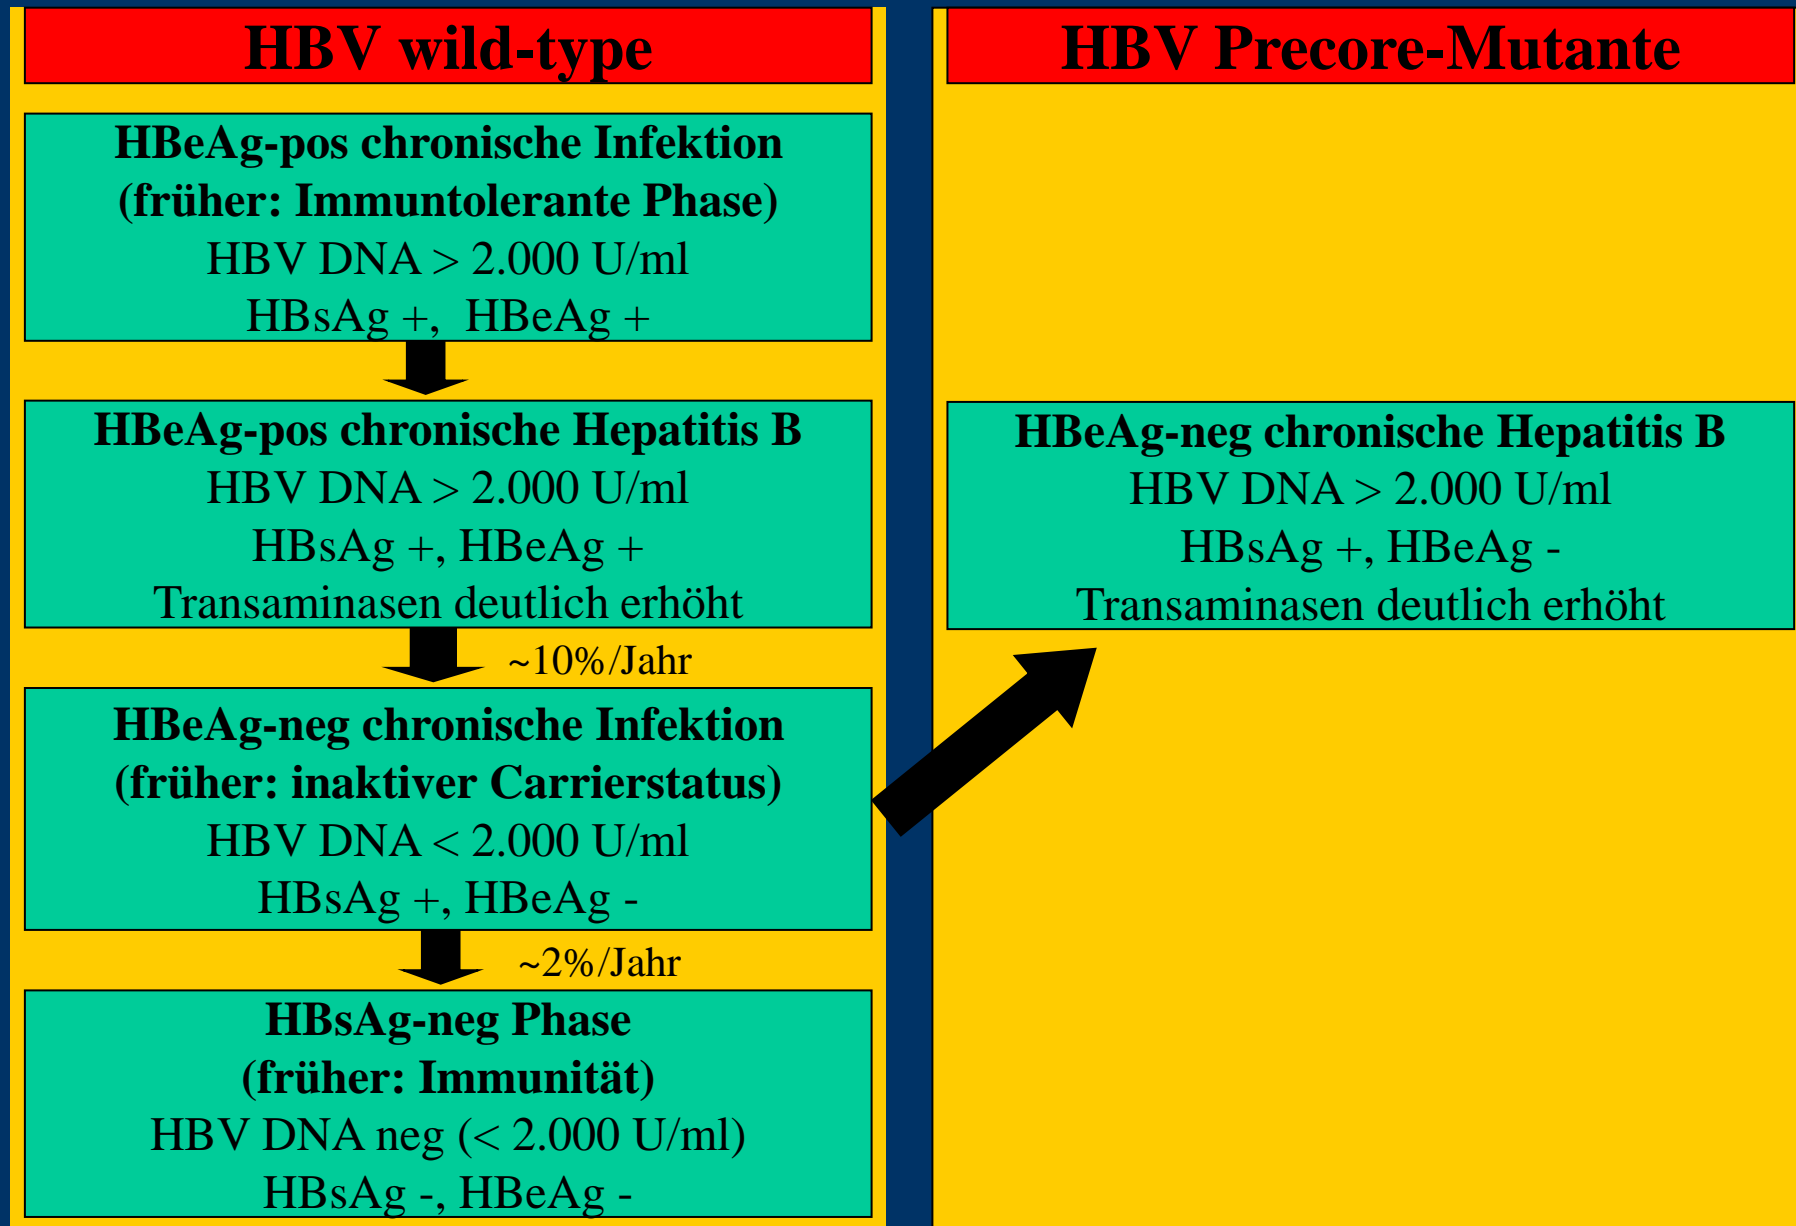 HBV wild-type
HBeAg-pos chronische Infektion
(früher: Immuntolerante Phase)
HBV DNA > 2.000 U/ml
HBsAg +, HBeAg +
HBeAg-pos chronische Hepatitis B
HBV DNA > 2.000 U/ml
HBsAg +, HBeAg +
Transaminasen deutlich erhöht
~10%/Jahr
HBeAg-neg chronische Infektion
(früher: inaktiver Carrierstatus)
HBV DNA < 2.000 U/ml
HBsAg +, HBeAg -
~2%/Jahr
HBsAg-neg Phase
(früher: Immunität)
HBV DNA neg (< 2.000 U/ml)
HBsAg -, HBeAg -
HBV Precore-Mutante
HBeAg-neg chronische Hepatitis B
HBV DNA > 2.000 U/ml
HBsAg +, HBeAg -
Transaminasen deutlich erhöht